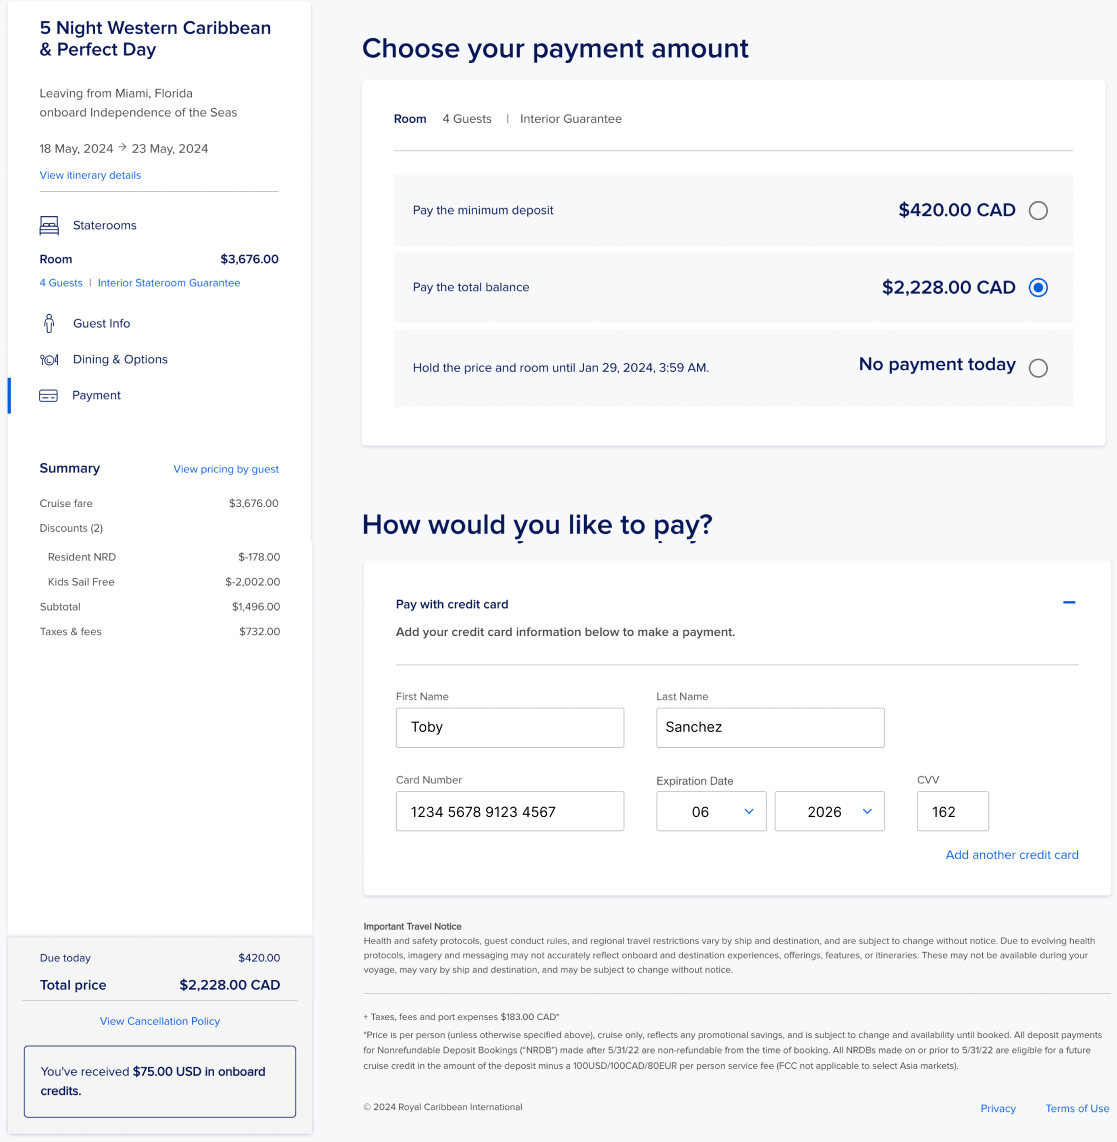 5 Night Western Caribbean
& Perfect Day
Leaving from Miami, Florida
onboard Independence of the Seas
18 May, 2024 → 23 May, 2024
View itinerary details
Staterooms
Room $3,676.00
4 Guests | Interior Stateroom Guarantee
Guest Info
Dining & Options
Payment
Summary View pricing by guest
Cruise fare $3,676.00
Discounts (2)
Resident NRD $-178.00
Kids Sail Free $-2,002.00
Subtotal $1,496.00
Taxes & fees $732.00
Due today $420.00
Total price $2,228.00 CAD
View Cancellation Policy
You've received $75.00 USD in onboard
credits.
Choose your payment amount
Room 4 Guests | Interior Guarantee
Pay the minimum deposit $420.00 CAD
Pay the total balance $2,228.00 CAD
Hold the price and room until Jan 29, 2024, 3:59 AM. No payment today
How would you like to pay?
Pay with credit card
Add your credit card information below to make a payment.
First Name Last Name
Toby Sanchez
Card Number Expiration Date CVV
1234 5678 9123 4567 06 2026 162
Add another credit card
Important Travel Notice
Health and safety protocols, guest conduct rules, and regional travel restrictions vary by ship and destination, and are subject to change without notice. Due to evolving health
protocols, imagery and messaging may not accurately reflect onboard and destination experiences, offerings, features, or itineraries. These may not be available during your
voyage, may vary by ship and destination, and may be subject to change without notice.
+ Taxes, fees and port expenses $183.00 CAD*
*Price is per person (unless otherwise specified above), cruise only, reflects any promotional savings, and is subject to change and availability until booked. All deposit payments
for Nonrefundable Deposit Bookings (“NRDB”) made after 5/31/22 are non-refundable from the time of booking. All NRDBs made on or prior to 5/31/22 are eligible for a future
cruise credit in the amount of the deposit minus a 100USD/100CAD/80EUR per person service fee (FCC not applicable to select Asia markets).
© 2024 Royal Caribbean International
Privacy Terms of Use